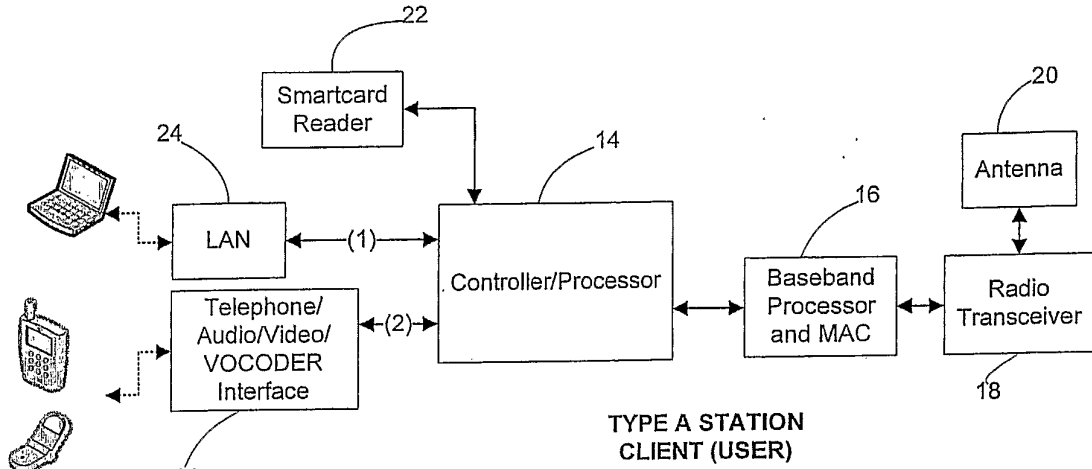 22
Smartcard
Reader
24
14
20
Antenna
16
LAN
(1)
Controller/Processor
Baseband
Processor
and MAC
Radio
Transceiver
Telephone/
Audio/Video/
VOCODER
Interface
(2)
18
TYPE A STATION
CLIENT (USER)